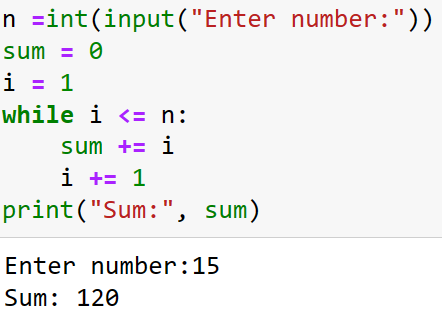 n =int(input("Enter number:"))
sum = 0
i = 1
while i <= n:
    sum += i
    i += 1
print("Sum:", sum)
Enter number:15
Sum: 120